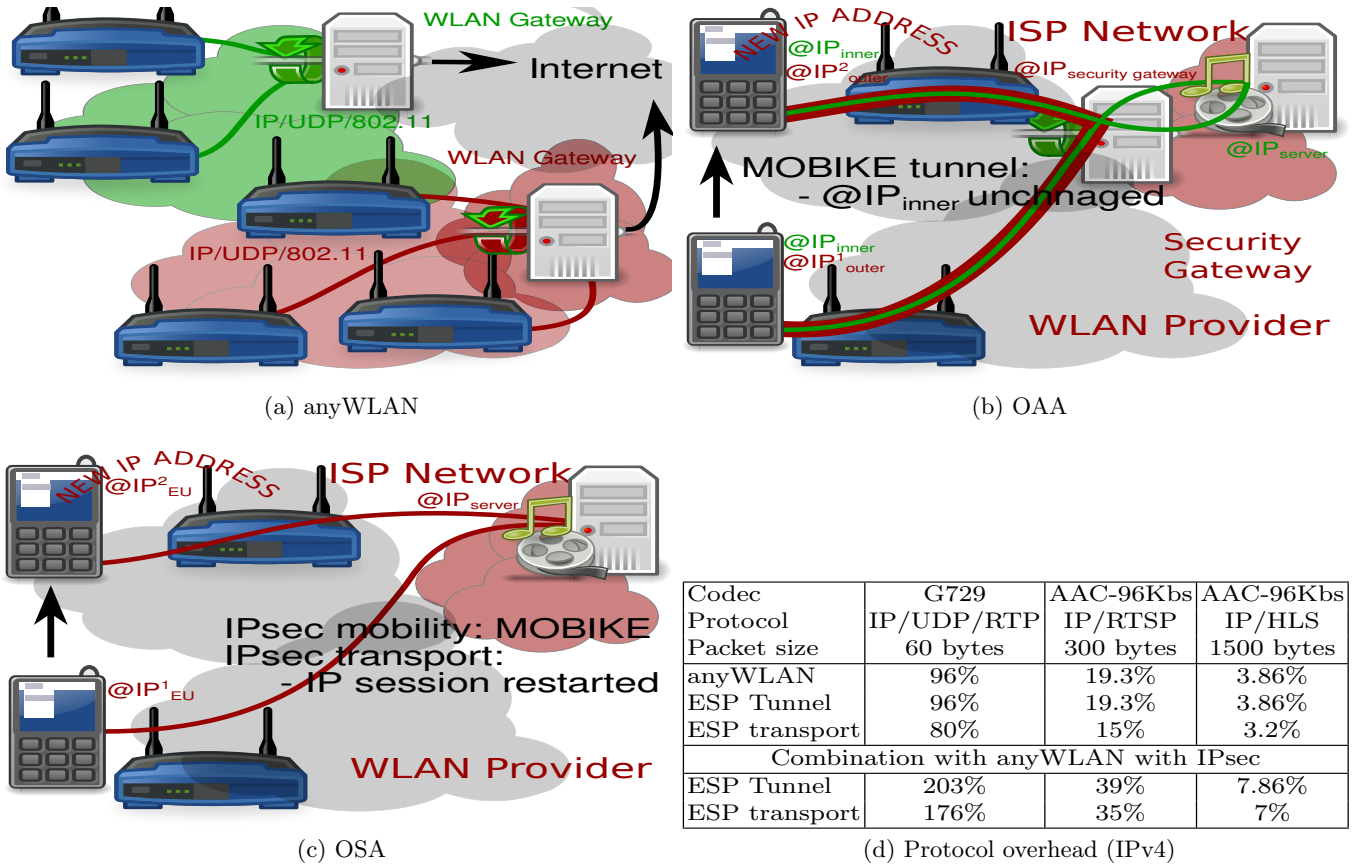 WLAN Gateway
Internet
IP/UDP/802.11
WLAN Gateway
IP/UDP/802.11
(a) anyWLAN
NEW IP ADDRESS
@IPinner
@IP2outer
ISP Network
@IPsecurity gateway
@IPserver
MOBIKE tunnel:
- @IPinner unchnaged
@IPinner
@IP1outer
Security
Gateway
WLAN Provider
(b) OAA
NEW IP ADDRESS
@IP2EU
ISP Network
@IPserver
IPsec mobility: MOBIKE
IPsec transport:
- IP session restarted
@IP1EU
WLAN Provider
(c) OSA
Codec G729 AAC-96Kbs AAC-96Kbs
Protocol IP/UDP/RTP IP/RTSP IP/HLS
Packet size 60 bytes 300 bytes 1500 bytes
anyWLAN 96% 19.3% 3.86%
ESP Tunnel 96% 19.3% 3.86%
ESP transport 80% 15% 3.2%
Combination with anyWLAN with IPsec
ESP Tunnel 203% 39% 7.86%
ESP transport 176% 35% 7%
(d) Protocol overhead (IPv4)